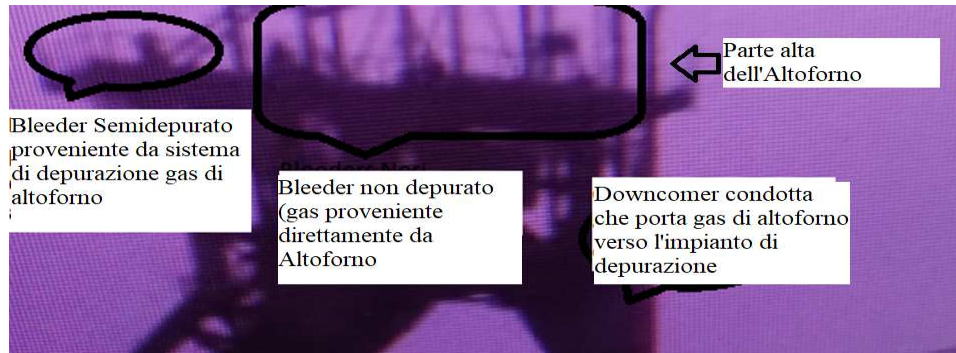 Parte alta
dell'Altoforno
Bleeder Semidepurato
proveniente da sistema
di depurazione gas di
altoforno
Bleeder non depurato
(gas proveniente
direttamente da
Altoforno
Downcomer condotta
che porta gas di altoforno
verso l'impianto di
depurazione